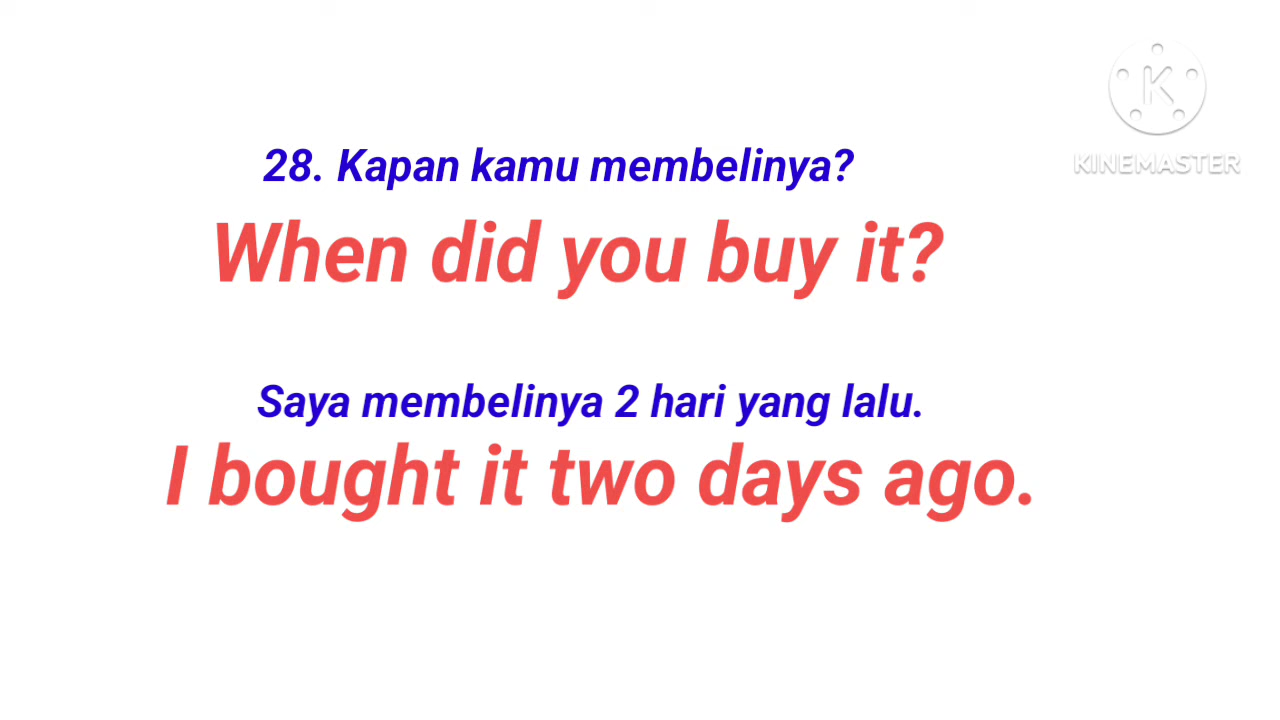 KINEMASTER
28. Kapan kamu membelinya?
When did you buy it?
Saya membelinya 2 hari yang lalu.
I bought it two days ago.